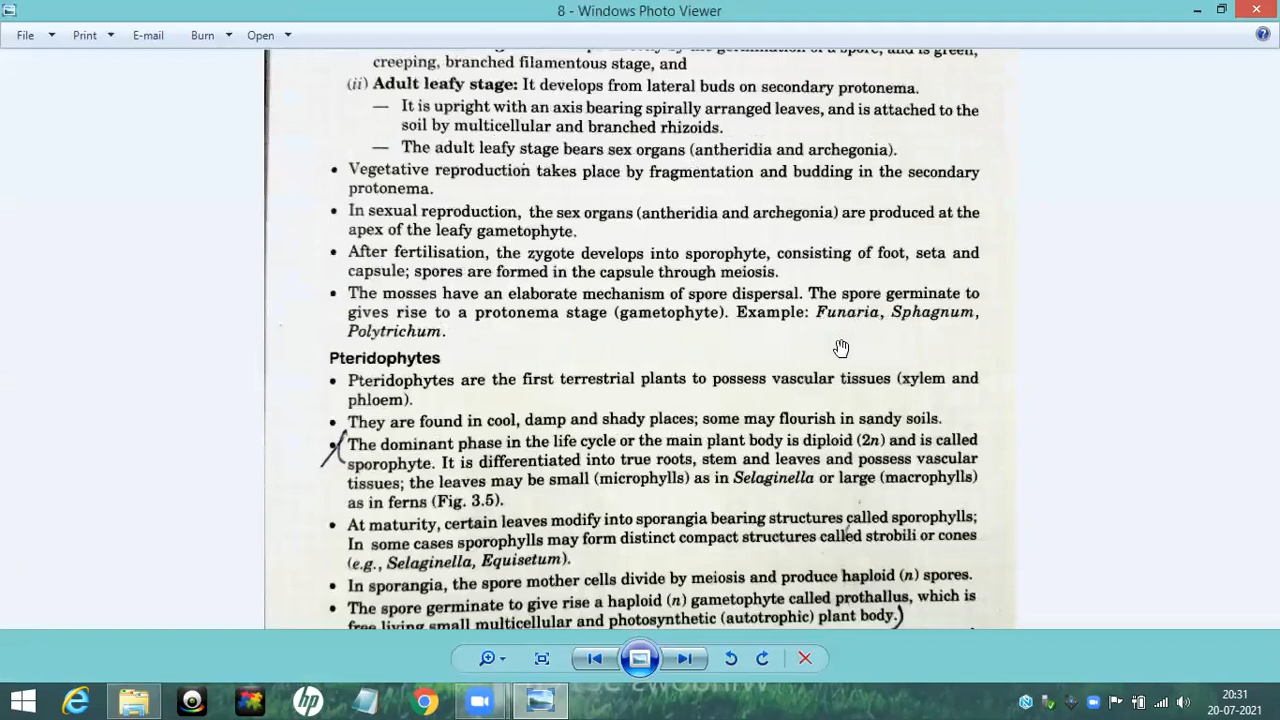 8 - Windows Photo Viewer
File Print E-mail Burn Open
creeping, branched filamentous stage, and
(ii) Adult leafy stage: It develops from lateral buds on secondary protonema.
— It is upright with an axis bearing spirally arranged leaves, and is attached to the
soil by multicellular and branched rhizoids.
— The adult leafy stage bears sex organs (antheridia and archegonia).
• Vegetative reproduction takes place by fragmentation and budding in the secondary
protonema.
• In sexual reproduction, the sex organs (antheridia and archegonia) are produced at the
apex of the leafy gametophyte.
• After fertilisation, the zygote develops into sporophyte, consisting of foot, seta and
capsule; spores are formed in the capsule through meiosis.
• The mosses have an elaborate mechanism of spore dispersal. The spore germinate to
gives rise to a protonema stage (gametophyte). Example: Funaria, Sphagnum,
Polytrichum.
Pteridophytes
• Pteridophytes are the first terrestrial plants to possess vascular tissues (xylem and
phloem).
• They are found in cool, damp and shady places; some may flourish in sandy soils.
• The dominant phase in the life cycle or the main plant body is diploid (2n) and is called
sporophyte. It is differentiated into true roots, stem and leaves and possess vascular
tissues; the leaves may be small (microphylls) as in Selaginella or large (macrophylls)
as in ferns (Fig. 3.5).
• At maturity, certain leaves modify into sporangia bearing structures called sporophylls;
In some cases sporophylls may form distinct compact structures called strobili or cones
(e.g., Selaginella, Equisetum).
• In sporangia, the spore mother cells divide by meiosis and produce haploid (n) spores.
• The spore germinate to give rise a haploid (n) gametophyte called prothallus, which is
free living small multicellular and photosynthetic (autotrophic) plant body.)
20:31
20-07-2021